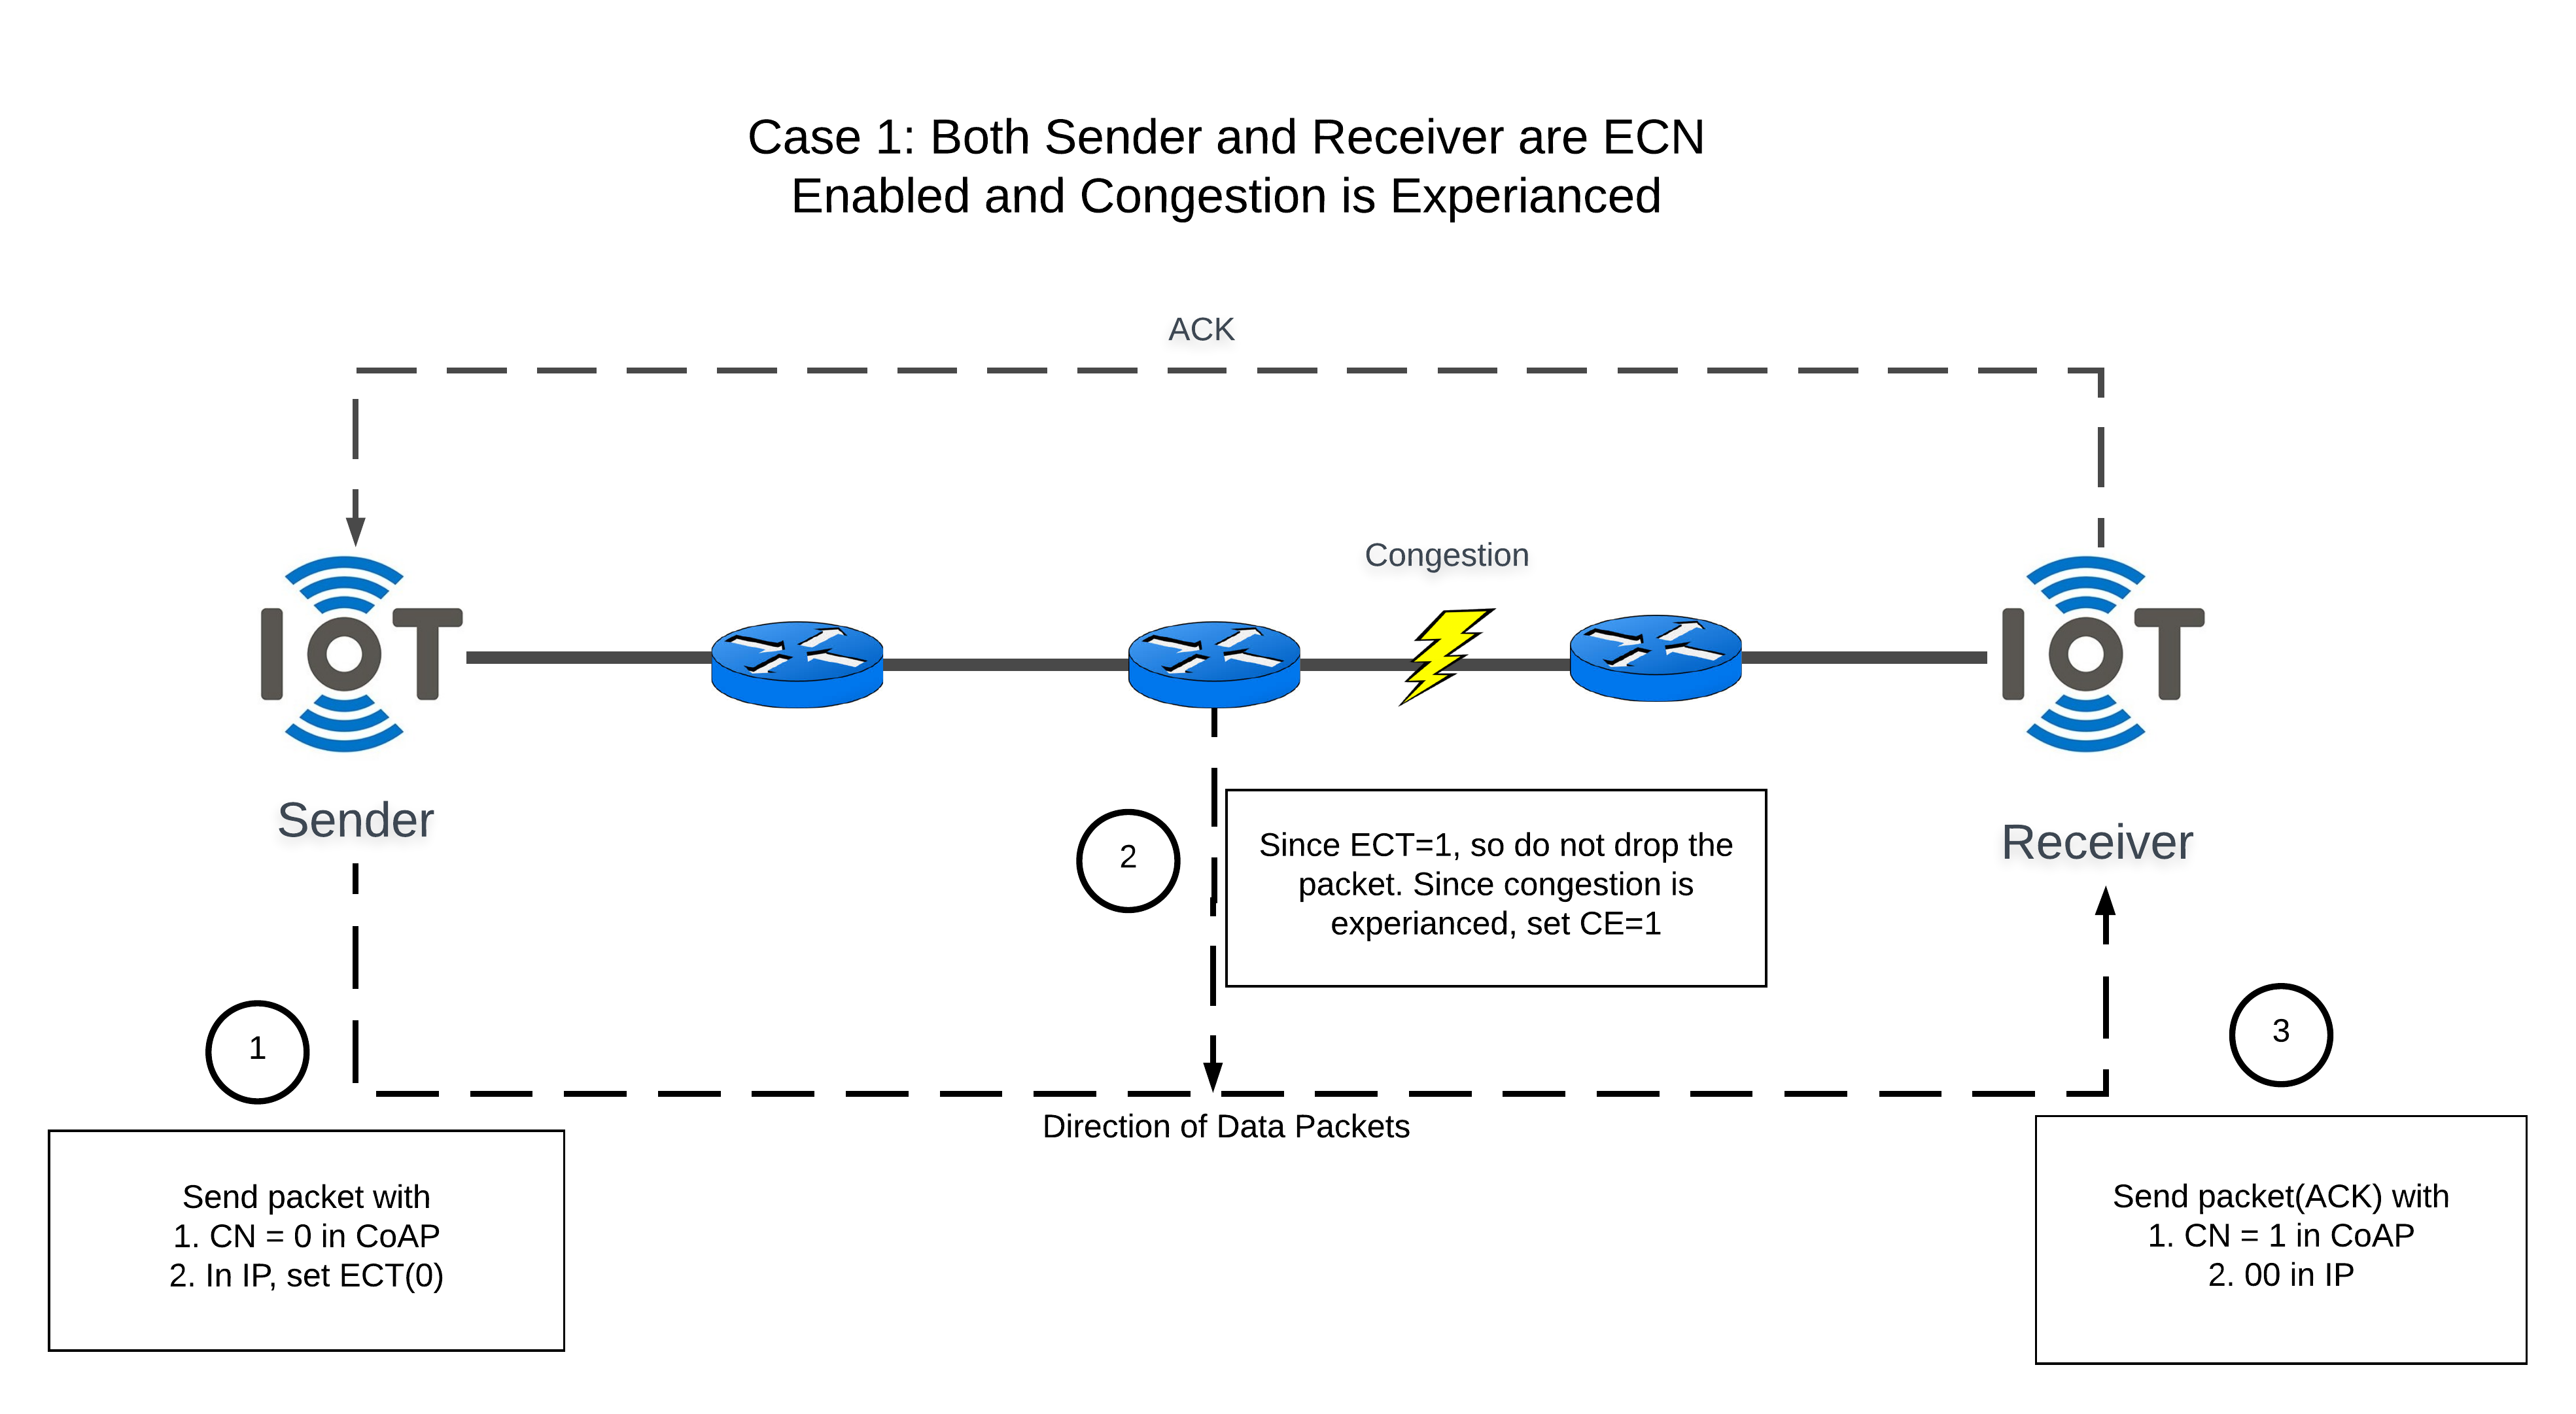 Case 1: Both Sender and Receiver are ECN
Enabled and Congestion is Experianced
ACK
Congestion
IoT
IoT
Sender
Receiver
2
Since ECT=1, so do not drop the
packet. Since congestion is
experianced, set CE=1
1
3
Direction of Data Packets
Send packet with
1. CN = 0 in CoAP
2. In IP, set ECT(0)
Send packet(ACK) with
1. CN = 1 in CoAP
2. 00 in IP